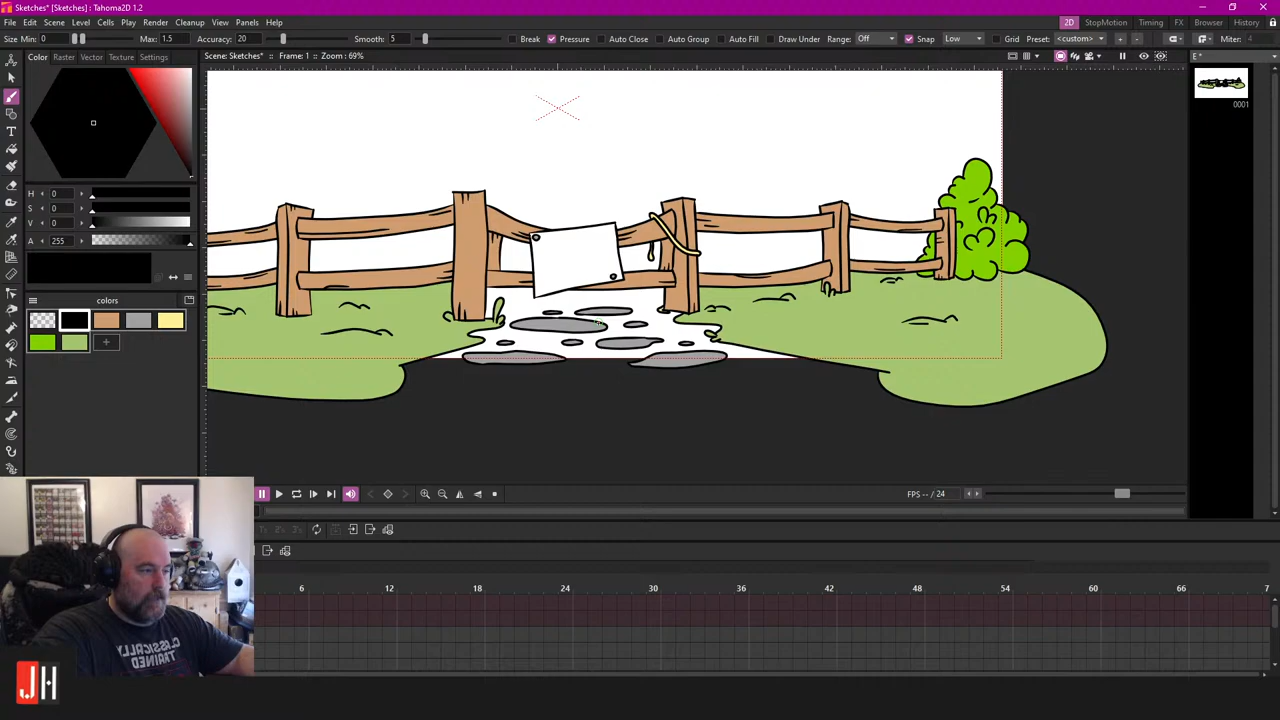 Sketches* [Sketches] : Tahoma2D 1.2
File Edit Scene Level Cells Play Render Cleanup View Panels Window Help
2D StopMotion Timing FX Browser History
Size Min: 0 Max: 1.5 Accuracy: 20 Smooth: 5 Break Pressure Auto Close Auto Group Auto Fill Draw Under Range: Off Snap Low Grid Preset: <custom> + - Miter: 4
Color Raster Vector Texture Settings
Scene: Sketches* :: Frame: 1 :: Zoom : 69%
E*
0001
H 0
S 0
V 0
A 255
colors
+
FPS -- / 24
6 12 18 24 30 36 42 48 54 60 66 7
CLASSICALLY
TRAINED
JH